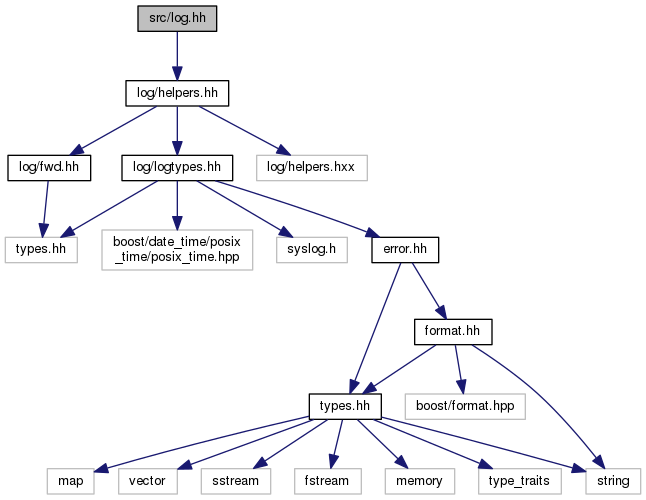 src/log.hh
log/helpers.hh
log/fwd.hh
log/logtypes.hh
log/helpers.hxx
types.hh
boost/date_time/posix
_time/posix_time.hpp
syslog.h
error.hh
format.hh
types.hh
boost/format.hpp
map
vector
sstream
fstream
memory
type_traits
string